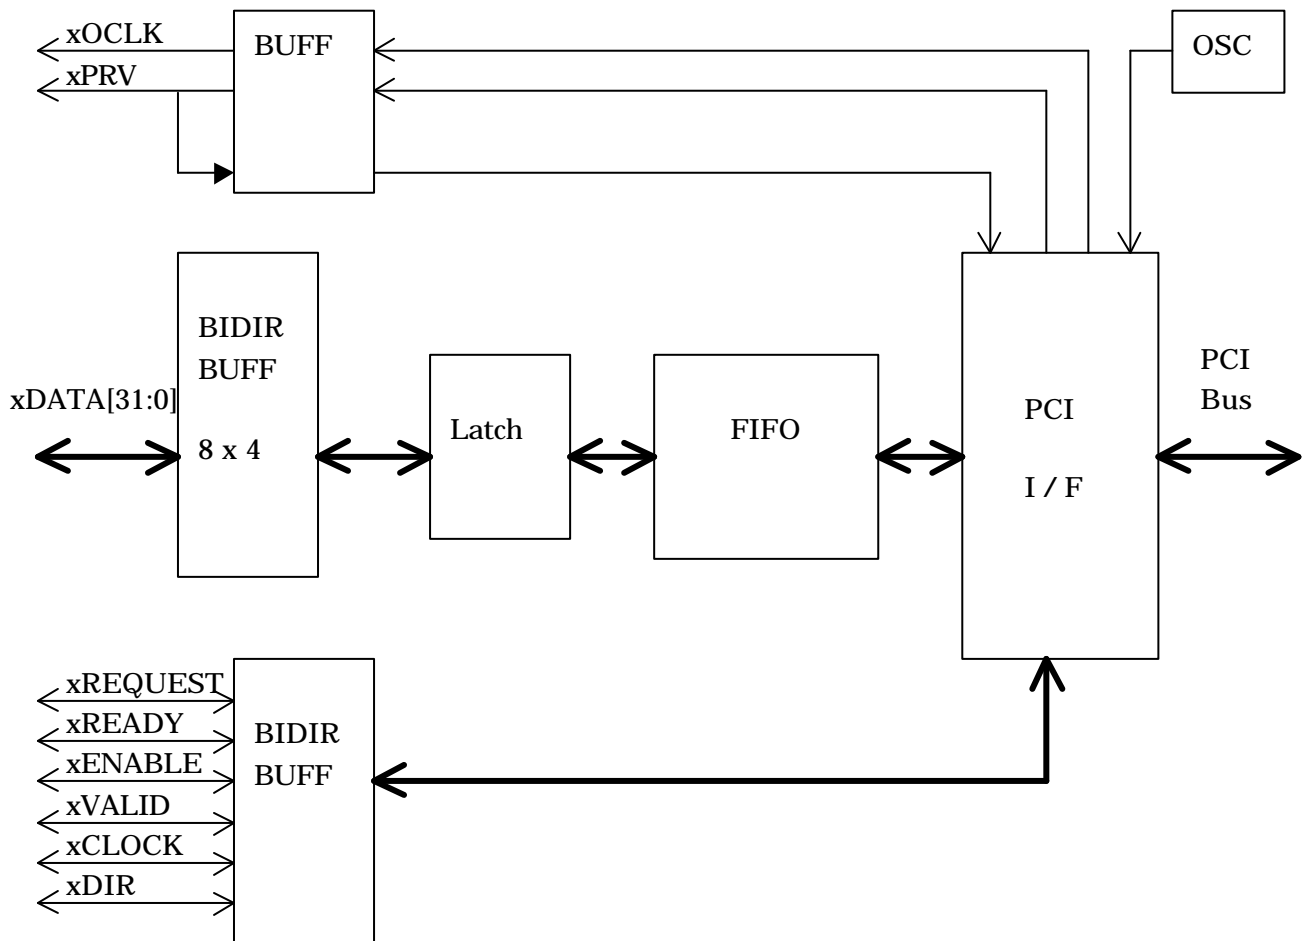 xOCLK
BUFF
OSC
xPRV
BIDIR
BUFF
8 x 4
xDATA[31:0]
Latch
FIFO
PCI
I / F
PCI
Bus
xREQUEST
xREADY
xENABLE
xVALID
xCLOCK
xDIR
BIDIR
BUFF